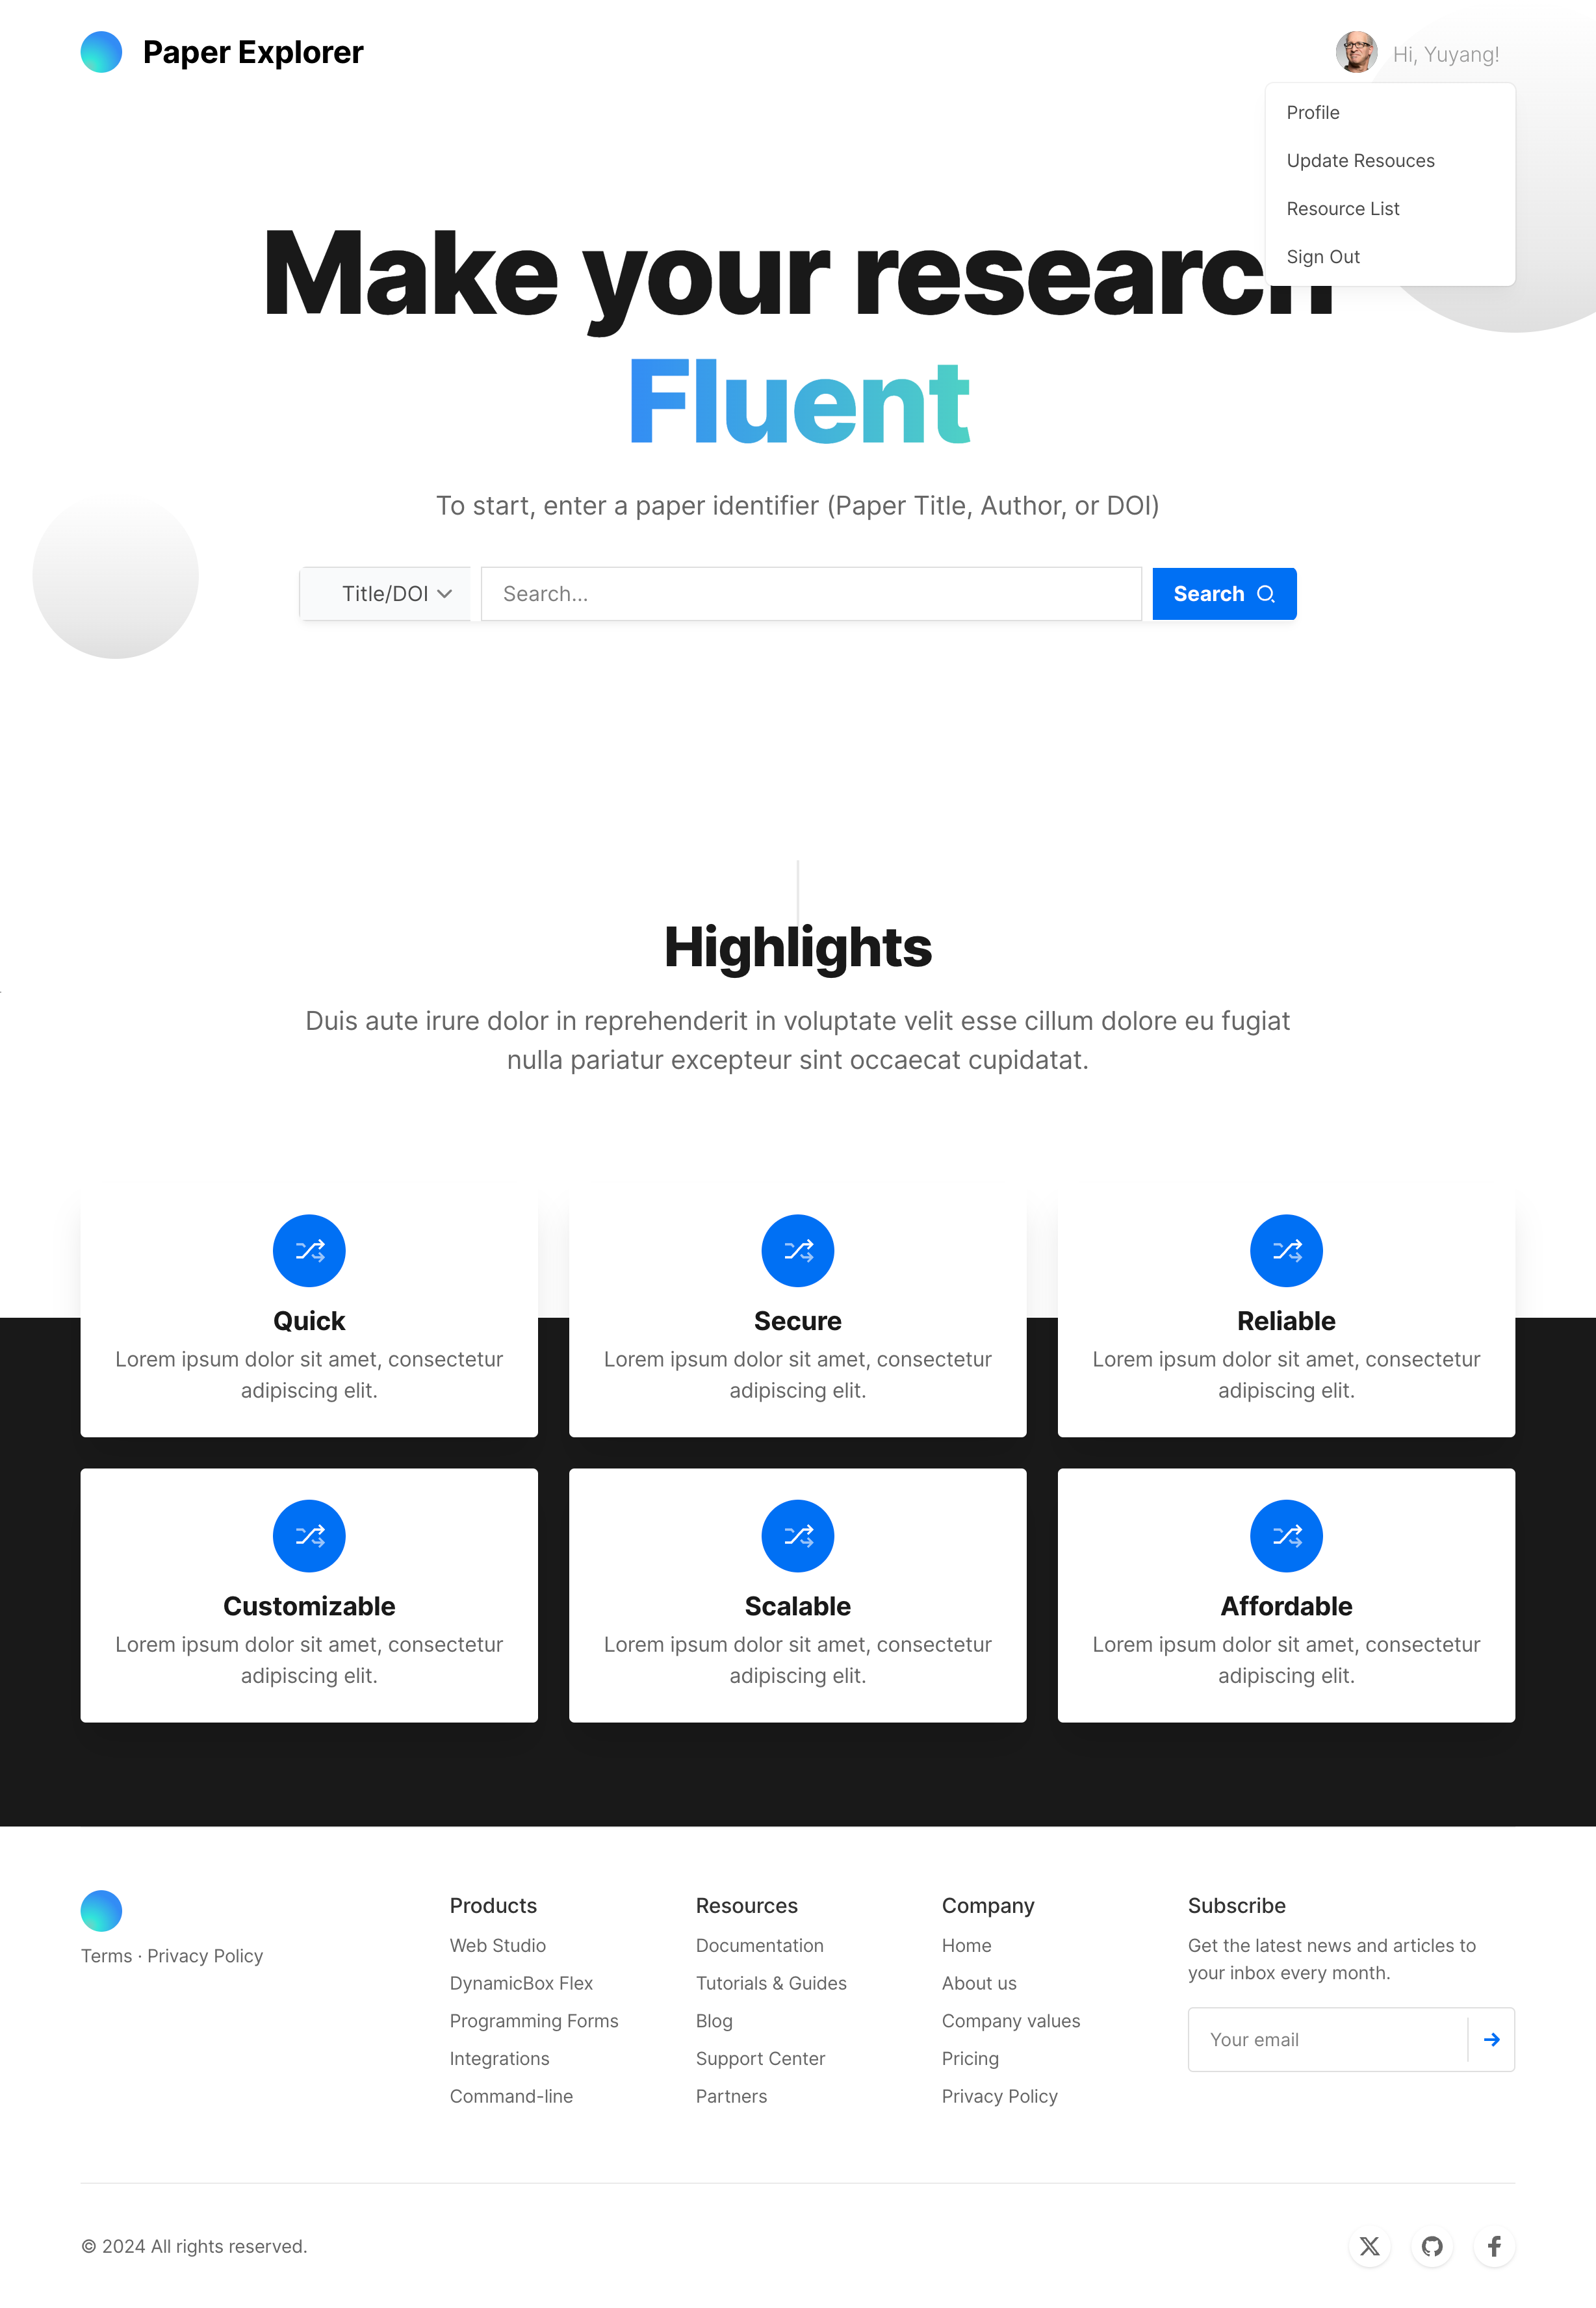 Paper Explorer
Hi, Yuyang!
Profile
Update Resouces
Resource List
Sign Out
Make your research
Fluent
To start, enter a paper identifier (Paper Title, Author, or DOI)
Title/DOI
Search...
Search
Highlights
Duis aute irure dolor in reprehenderit in voluptate velit esse cillum dolore eu fugiat
nulla pariatur excepteur sint occaecat cupidatat.
Quick
Lorem ipsum dolor sit amet, consectetur
adipiscing elit.
Secure
Lorem ipsum dolor sit amet, consectetur
adipiscing elit.
Reliable
Lorem ipsum dolor sit amet, consectetur
adipiscing elit.
Customizable
Lorem ipsum dolor sit amet, consectetur
adipiscing elit.
Scalable
Lorem ipsum dolor sit amet, consectetur
adipiscing elit.
Affordable
Lorem ipsum dolor sit amet, consectetur
adipiscing elit.
Terms · Privacy Policy
Products
Web Studio
DynamicBox Flex
Programming Forms
Integrations
Command-line
Resources
Documentation
Tutorials & Guides
Blog
Support Center
Partners
Company
Home
About us
Company values
Pricing
Privacy Policy
Subscribe
Get the latest news and articles to
your inbox every month.
Your email
© 2024 All rights reserved.